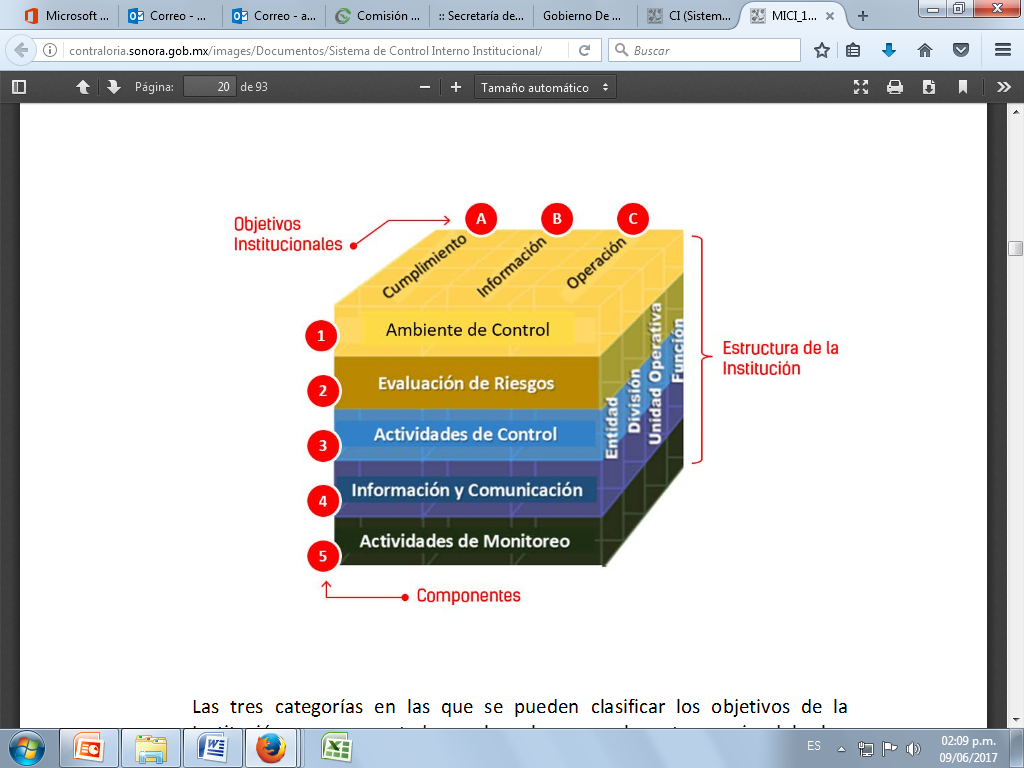 Microsoft ...
Correo - ...
Correo - a...
Comisión ...
:: Secretaría de...
Gobierno De ...
CI (Sistem...
MICI_1...
contraloria.sonora.gob.mx/images/Documentos/Sistema de Control Interno Institucional/
Buscar
Página: 20 de 93
Tamaño automático
Objetivos
Institucionales
A
B
C
Cumplimiento
Información
Operación
1
Ambiente de Control
2
Evaluación de Riesgos
3
Actividades de Control
4
Información y Comunicación
5
Actividades de Monitoreo
Entidad
División
Unidad Operativa
Función
Estructura de la
Institución
Componentes
Las tres categorías en las que se pueden clasificar los objetivos de la
ES
02:09 p.m.
09/06/2017